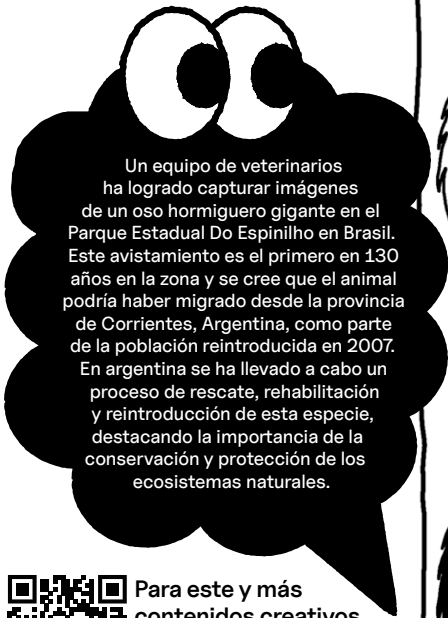 Un equipo de veterinarios
ha logrado capturar imágenes
de un oso hormiguero gigante en el
Parque Estadual Do Espinilho en Brasil.
Este avistamiento es el primero en 130
años en la zona y se cree que el animal
podría haber migrado desde la provincia
de Corrientes, Argentina, como parte
de la población reintroducida en 2007.
En argentina se ha llevado a cabo un
proceso de rescate, rehabilitación
y reintroducción de esta especie,
destacando la importancia de la
conservación y protección de los
ecosistemas naturales.
Para este y más
contenidos creativos